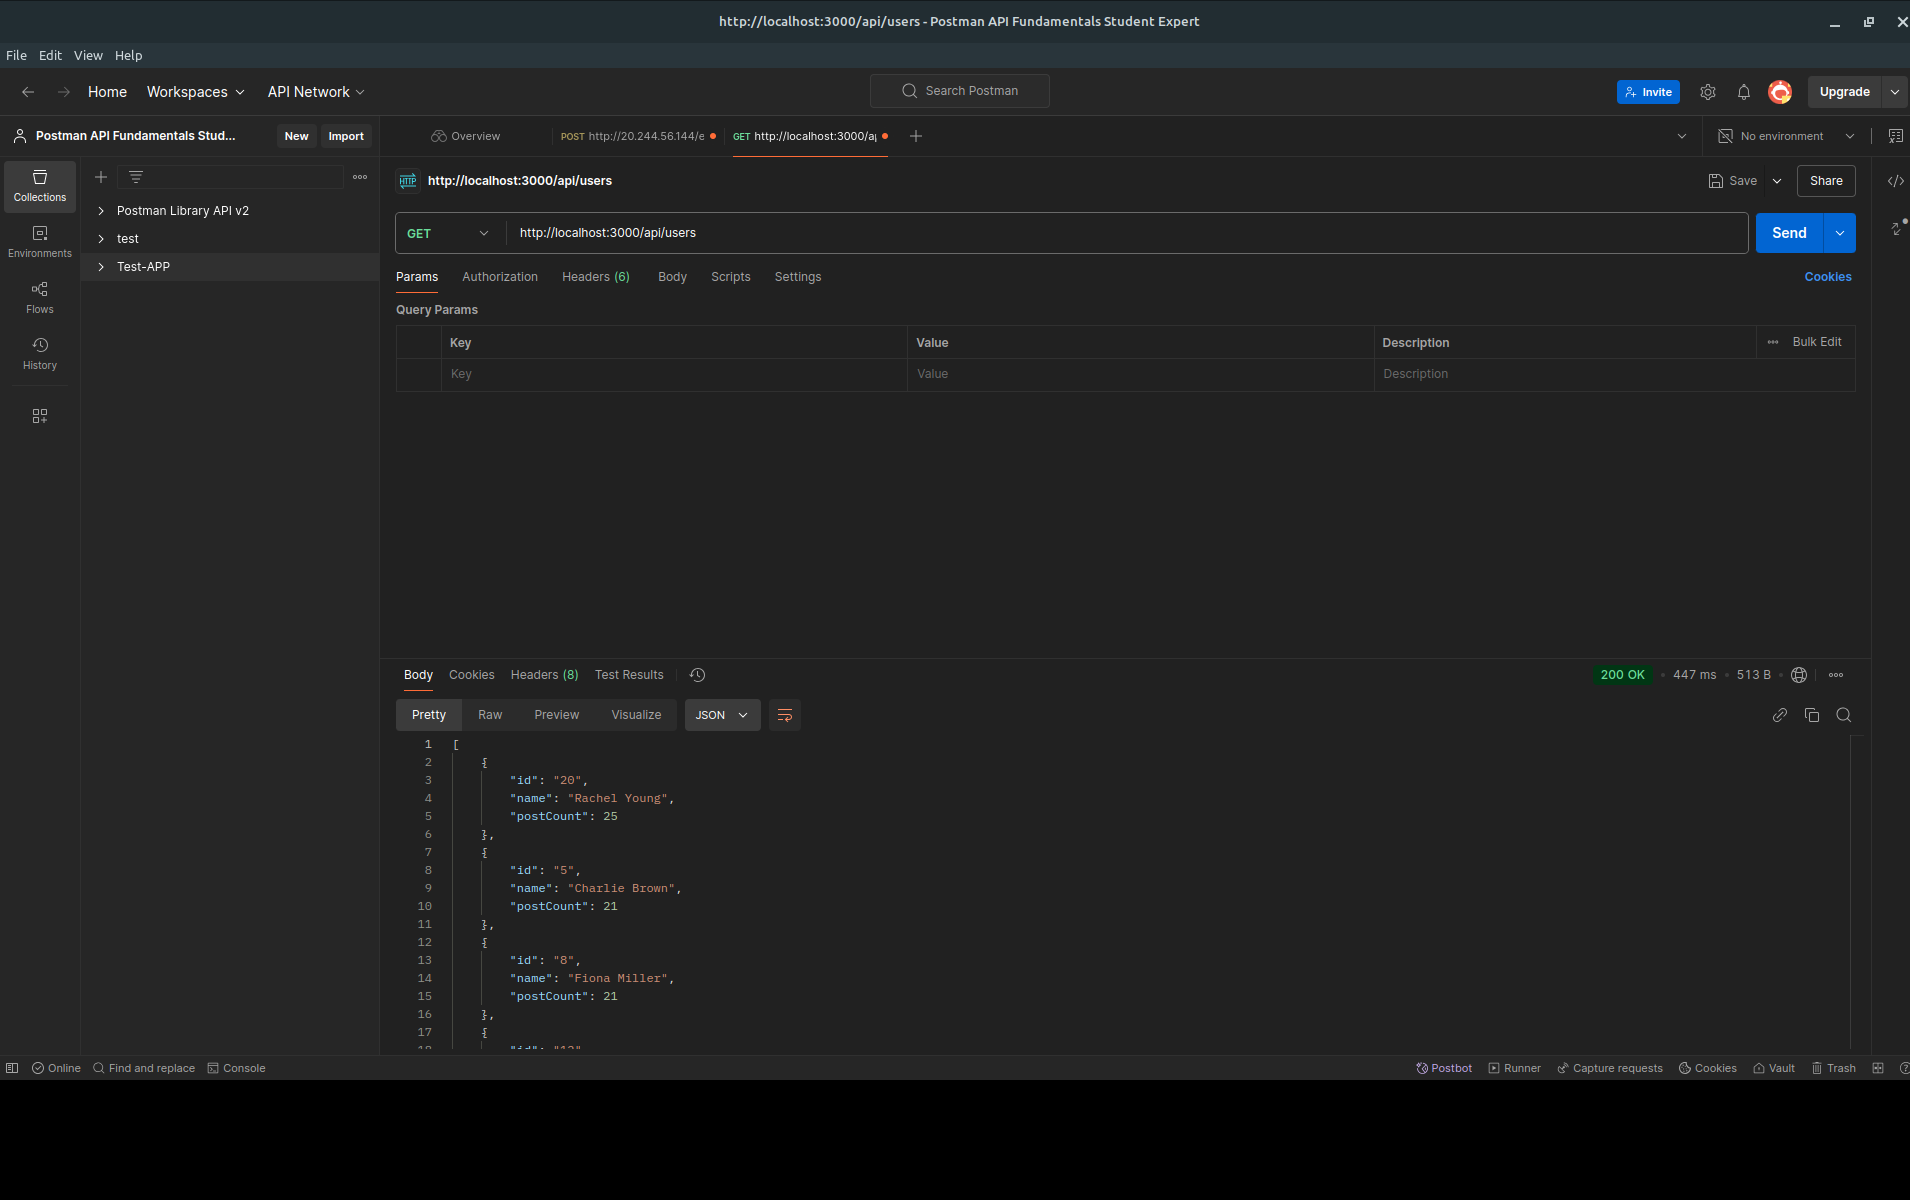 http://localhost:3000/api/users - Postman API Fundamentals Student Expert
File Edit View Help
Home Workspaces API Network Search Postman Invite Upgrade
Postman API Fundamentals Stud... New Import Overview POST http://20.244.56.144/e GET http://localhost:3000/a No environment
Collections
Environments
Flows
History
Postman Library API v2
test
Test-APP
HTTP http://localhost:3000/api/users Save Share
GET http://localhost:3000/api/users Send
Params Authorization Headers (6) Body Scripts Settings Cookies
Query Params
Key Value Description Bulk Edit
Key Value Description
Body Cookies Headers (8) Test Results 200 OK 447 ms 513 B
Pretty Raw Preview Visualize JSON
1 [
2 {
3 "id": "20",
4 "name": "Rachel Young",
5 "postCount": 25
6 },
7 {
8 "id": "5",
9 "name": "Charlie Brown",
10 "postCount": 21
11 },
12 {
13 "id": "8",
14 "name": "Fiona Miller",
15 "postCount": 21
16 },
17 {
Online Find and replace Console Postbot Runner Capture requests Cookies Vault Trash